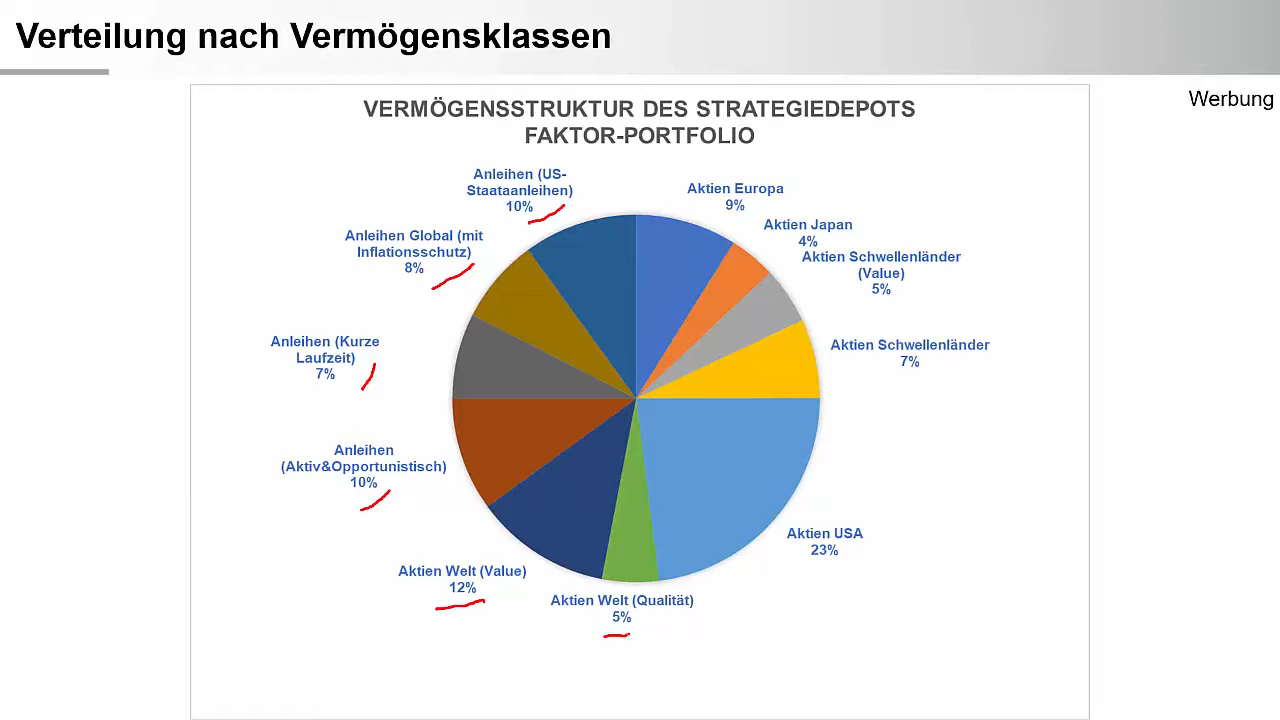 Verteilung nach Vermögensklassen
Werbung
VERMÖGENSSTRUKTUR DES STRATEGIEDEPOTS
FAKTOR-PORTFOLIO
Anleihen (US-
Staataanleihen)
10%
Aktien Europa
9%
Aktien Japan
4%
Aktien Schwellenländer
(Value)
5%
Anleihen Global (mit
Inflationsschutz)
8%
Anleihen (Kurze
Laufzeit)
7%
Aktien Schwellenländer
7%
Anleihen
(Aktiv&Opportunistisch)
10%
Aktien USA
23%
Aktien Welt (Value)
12%
Aktien Welt (Qualität)
5%